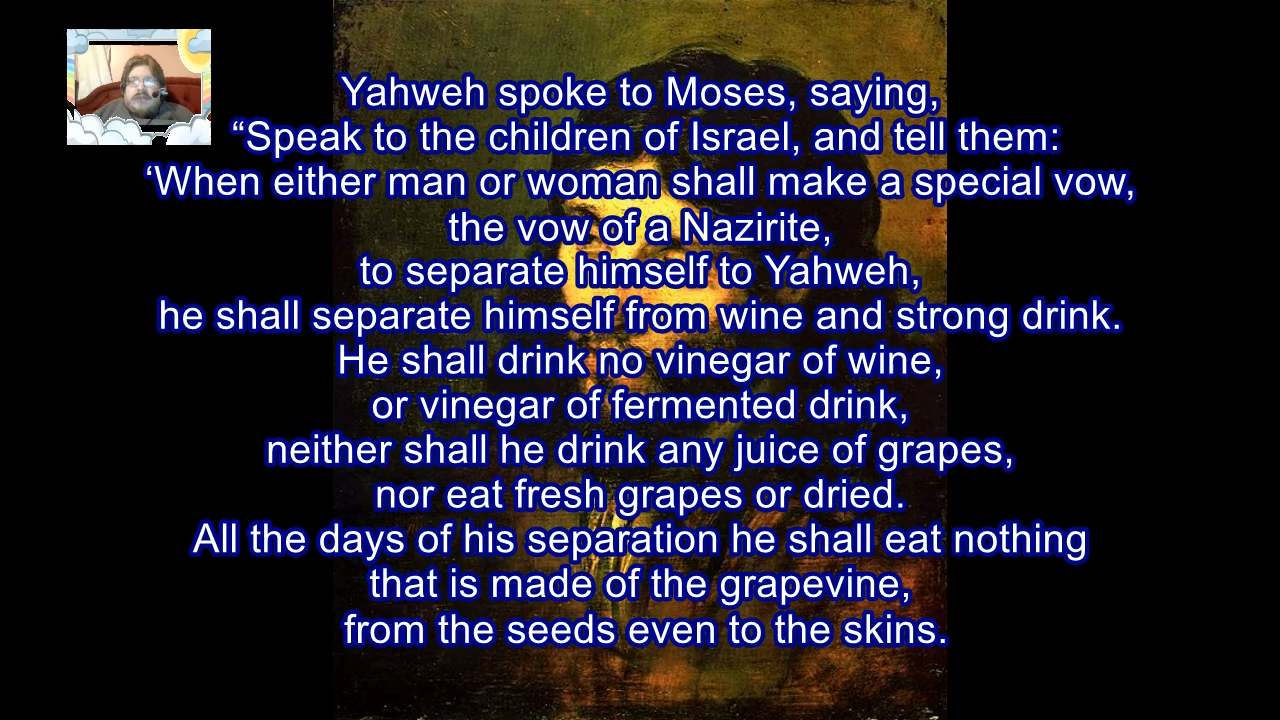 Yahweh spoke to Moses, saying,
“Speak to the children of Israel, and tell them:
‘When either man or woman shall make a special vow,
the vow of a Nazirite,
to separate himself to Yahweh,
he shall separate himself from wine and strong drink.
He shall drink no vinegar of wine,
or vinegar of fermented drink,
neither shall he drink any juice of grapes,
nor eat fresh grapes or dried.
All the days of his separation he shall eat nothing
that is made of the grapevine,
from the seeds even to the skins.